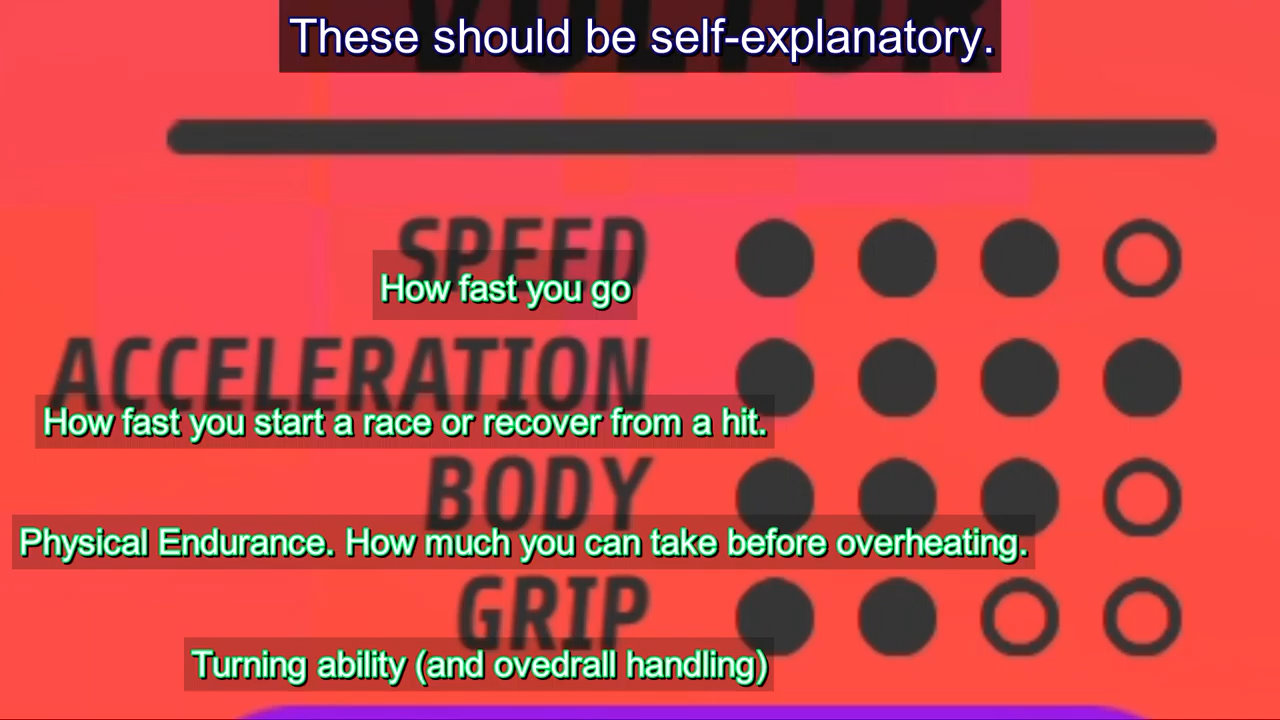 These should be self-explanatory.
SPEED
How fast you go
ACCELERATION
How fast you start a race or recover from a hit.
BODY
Physical Endurance. How much you can take before overheating.
GRIP
Turning ability (and ovedrall handling)